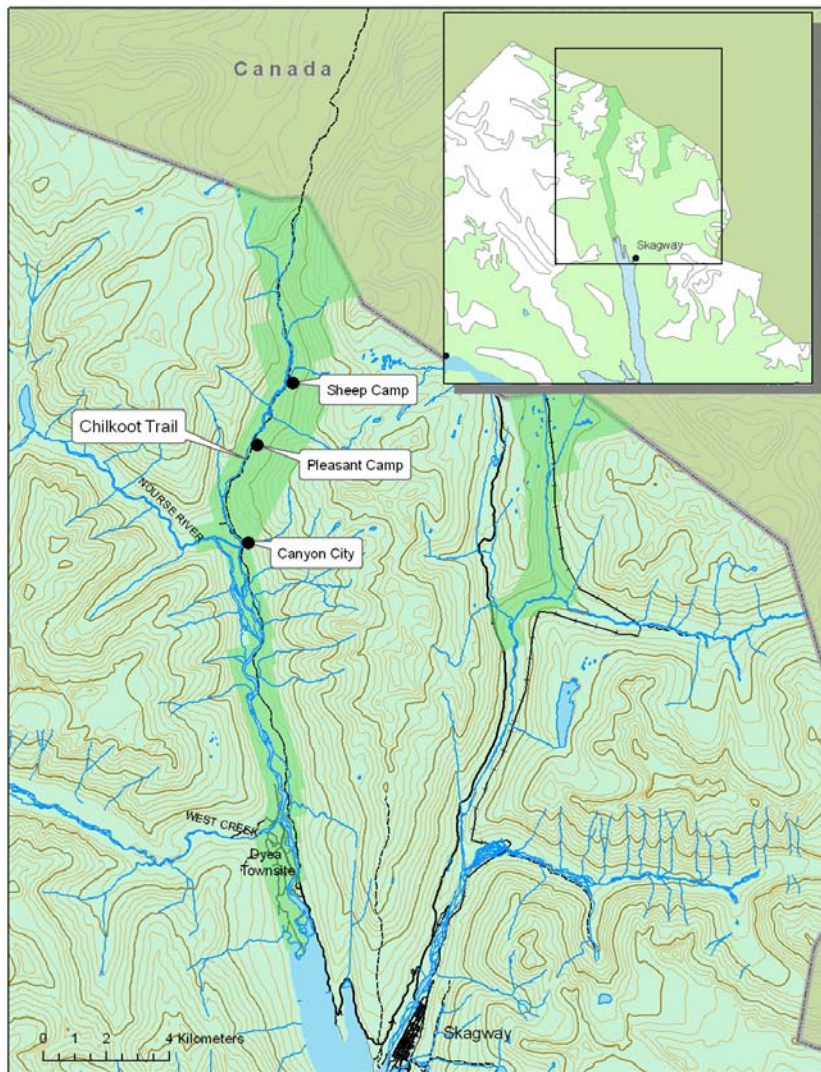 Canada
Skagway
Sheep Camp
Chilkoot Trail
Pleasant Camp
NOURSE RIVER
Canyon City
WEST CREEK
Dyea
Townsite
0 1 2 4 Kilometers
Skagway